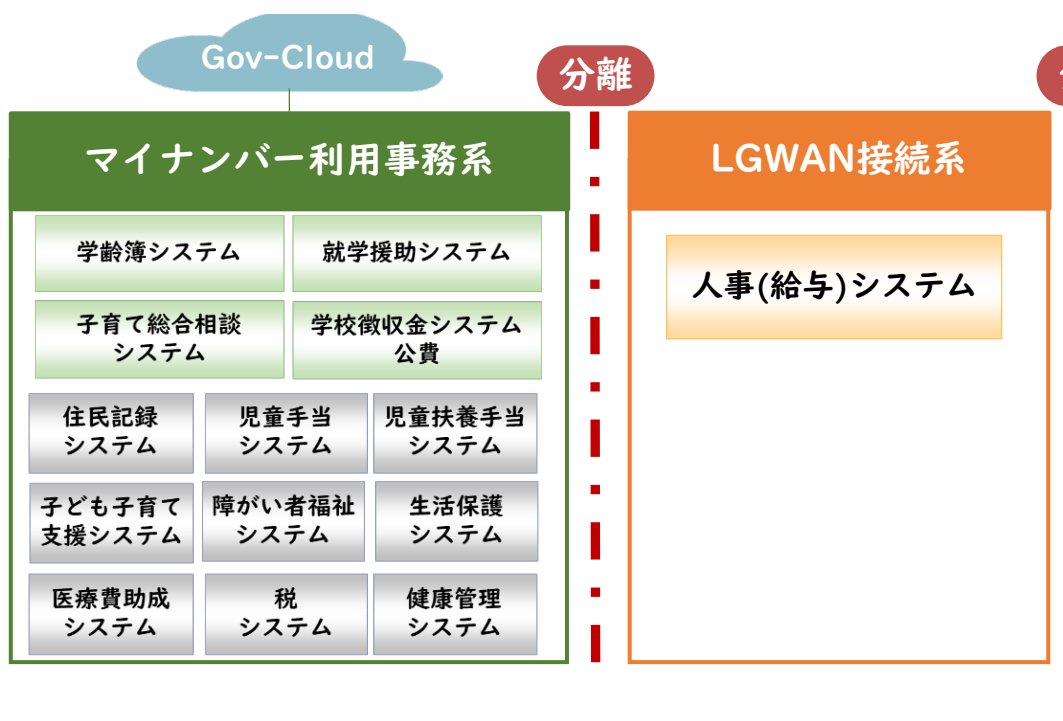 Gov-Cloud
分離
マイナンバー利用事務系
LGWAN接続系
学齢簿システム
就学援助システム
人事(給与)システム
子育て総合相談
システム
学校徴収金システム
公費
住民記録
システム
児童手当
システム
児童扶養手当
システム
子ども子育て
支援システム
障がい者福祉
システム
生活保護
システム
医療費助成
システム
税
システム
健康管理
システム